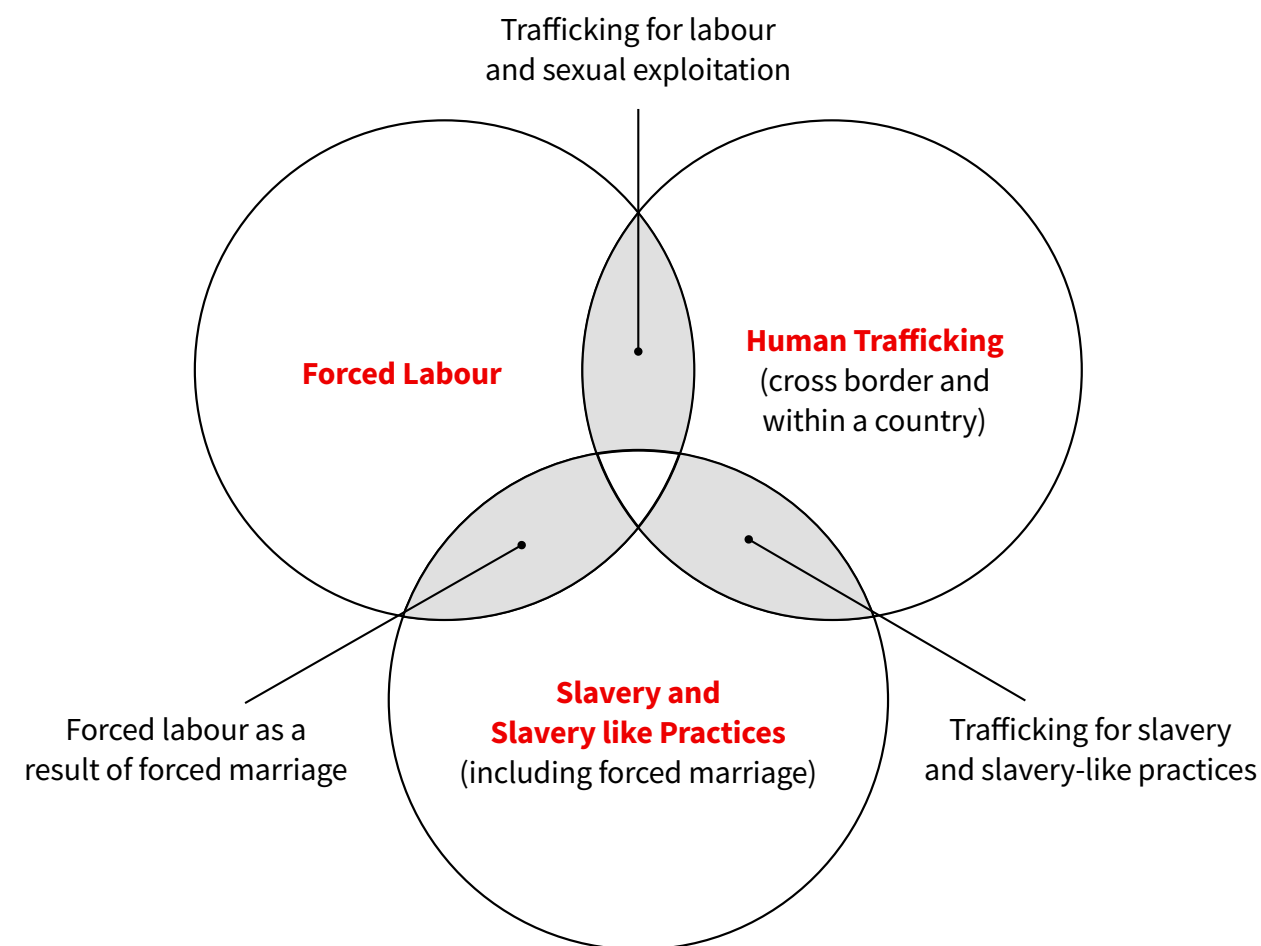 Trafficking for labour
and sexual exploitation
Forced Labour
Human Trafficking
(cross border and
within a country)
Slavery and
Slavery like Practices
(including forced marriage)
Forced labour as a
result of forced marriage
Trafficking for slavery
and slavery-like practices